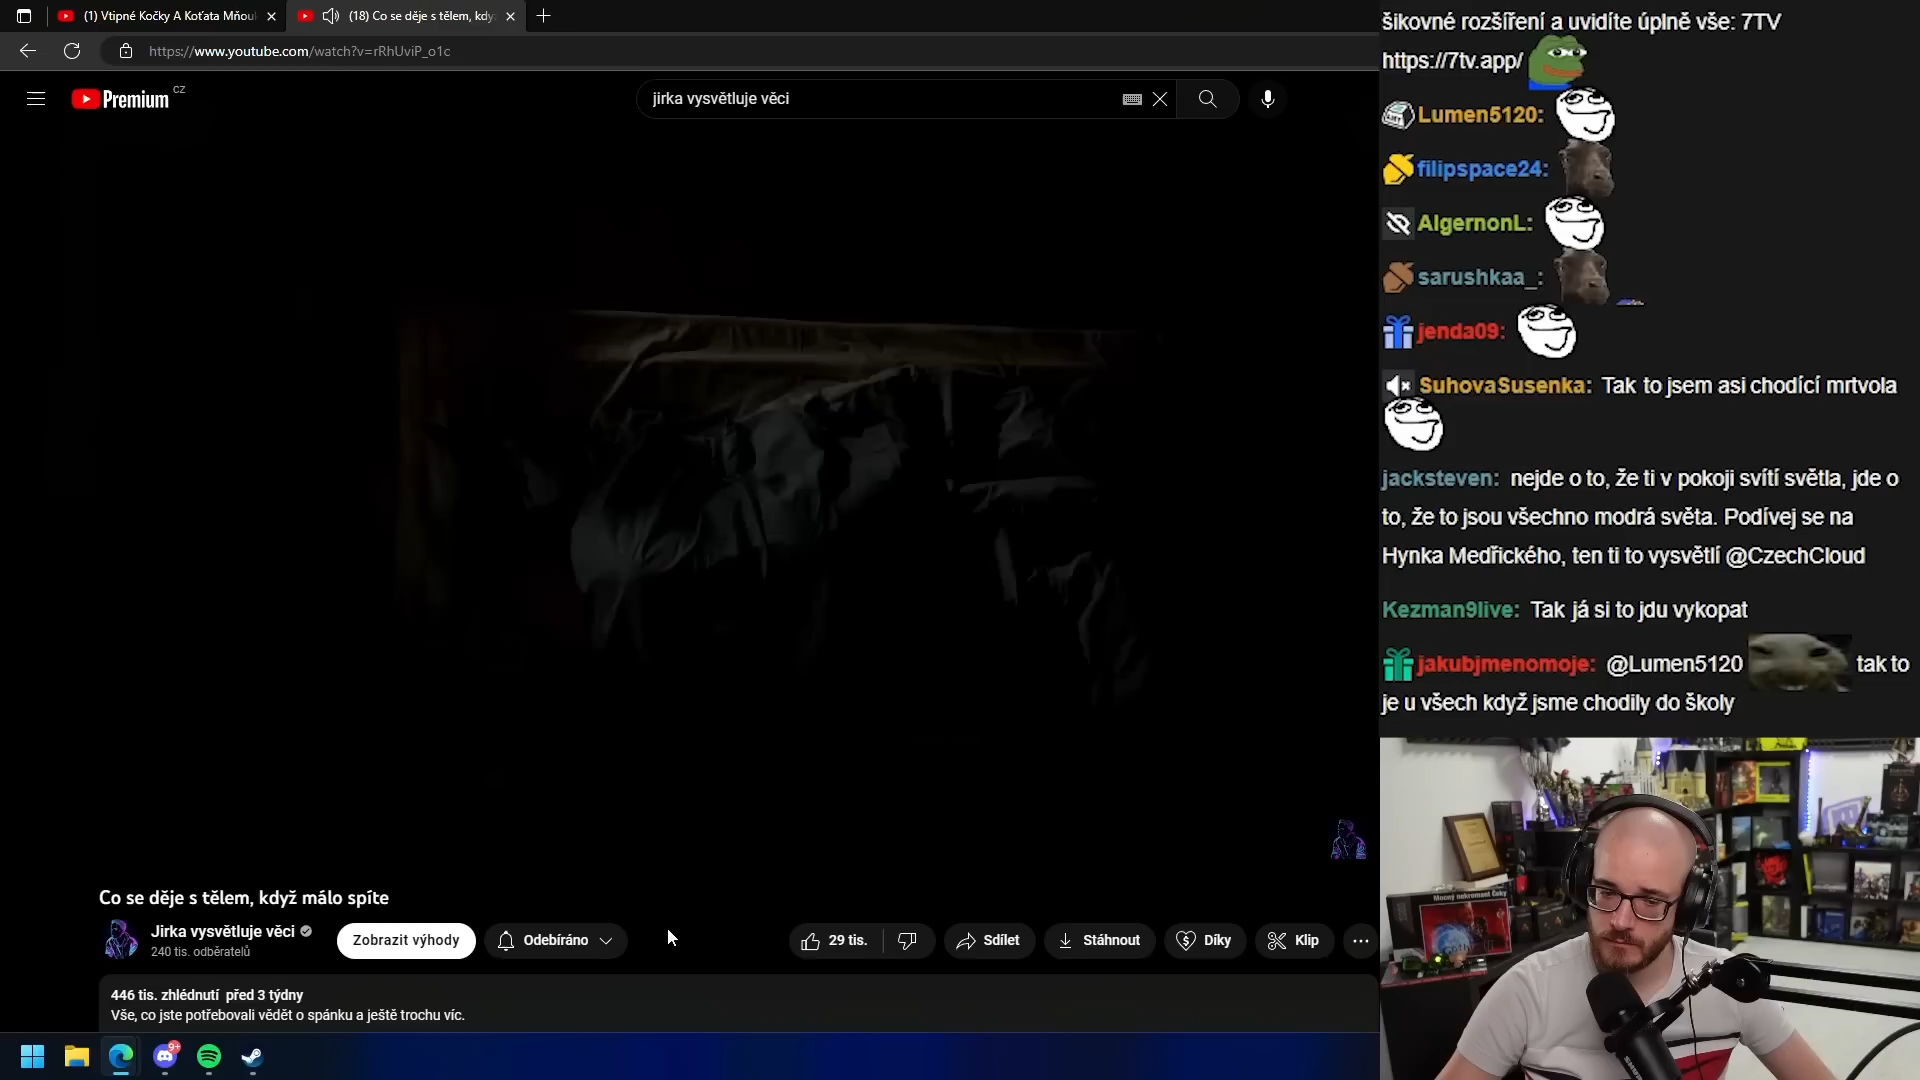 (1) Vtipné Kočky A Koťata Mňouk
(18) Co se děje s tělem, kdy
https://www.youtube.com/watch?v=rRhUviP_o1c
Premium CZ
jirka vysvětluje věci
Co se děje s tělem, když málo spíte
Jirka vysvětluje věci
240 tis. odběratelů
Zobrazit výhody
Odebíráno
29 tis.
Sdílet
Stáhnout
Díky
Klip
446 tis. zhlédnutí před 3 týdny
Vše, co jste potřebovali vědět o spánku a ještě trochu víc.
9+
šikovné rozšíření a uvidíte úplně vše: 7TV
https://7tv.app/
Lumen5120:
filipspace24:
AlgernonL:
sarushkaa_:
jenda09:
SuhovaSusenka: Tak to jsem asi chodící mrtvola
jacksteven: nejde o to, že ti v pokoji svítí světla, jde o
to, že to jsou všechno modrá světa. Podívej se na
Hynka Medřického, ten ti to vysvětlí @CzechCloud
Kezman9live: Tak já si to jdu vykopat
jakubjmenomoje: @Lumen5120 tak to
je u všech když jsme chodily do školy
Mocný nekromant Čoky